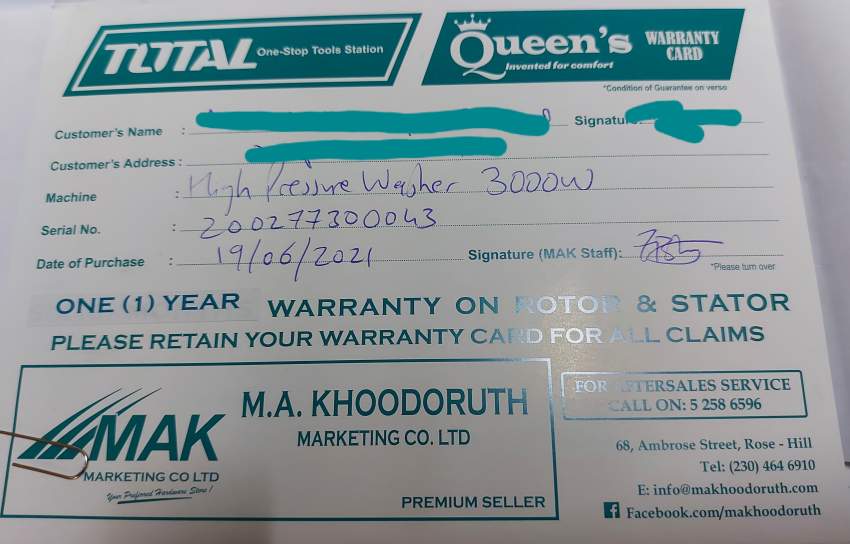 TOTAL One-Stop Tools Station
Queen's WARRANTY CARD
Invented for comfort
*Condition of Guarantee on verso
Customer's Name :
Signature:
Customer's Address :
Machine : High Pressure Washer 3000W
Serial No. : 200277300043
Date of Purchase : 19/06/2021
Signature (MAK Staff):
*Please turn over
ONE (1) YEAR WARRANTY ON ROTOR & STATOR
PLEASE RETAIN YOUR WARRANTY CARD FOR ALL CLAIMS
MAK
MARKETING CO LTD
Your Preferred Hardware Store !
M.A. KHOODORUTH
MARKETING CO. LTD
PREMIUM SELLER
FOR AFTERSALES SERVICE
CALL ON: 5 258 6596
68, Ambrose Street, Rose - Hill
Tel: (230) 464 6910
E: info@makhoodoruth.com
Facebook.com/makhoodoruth